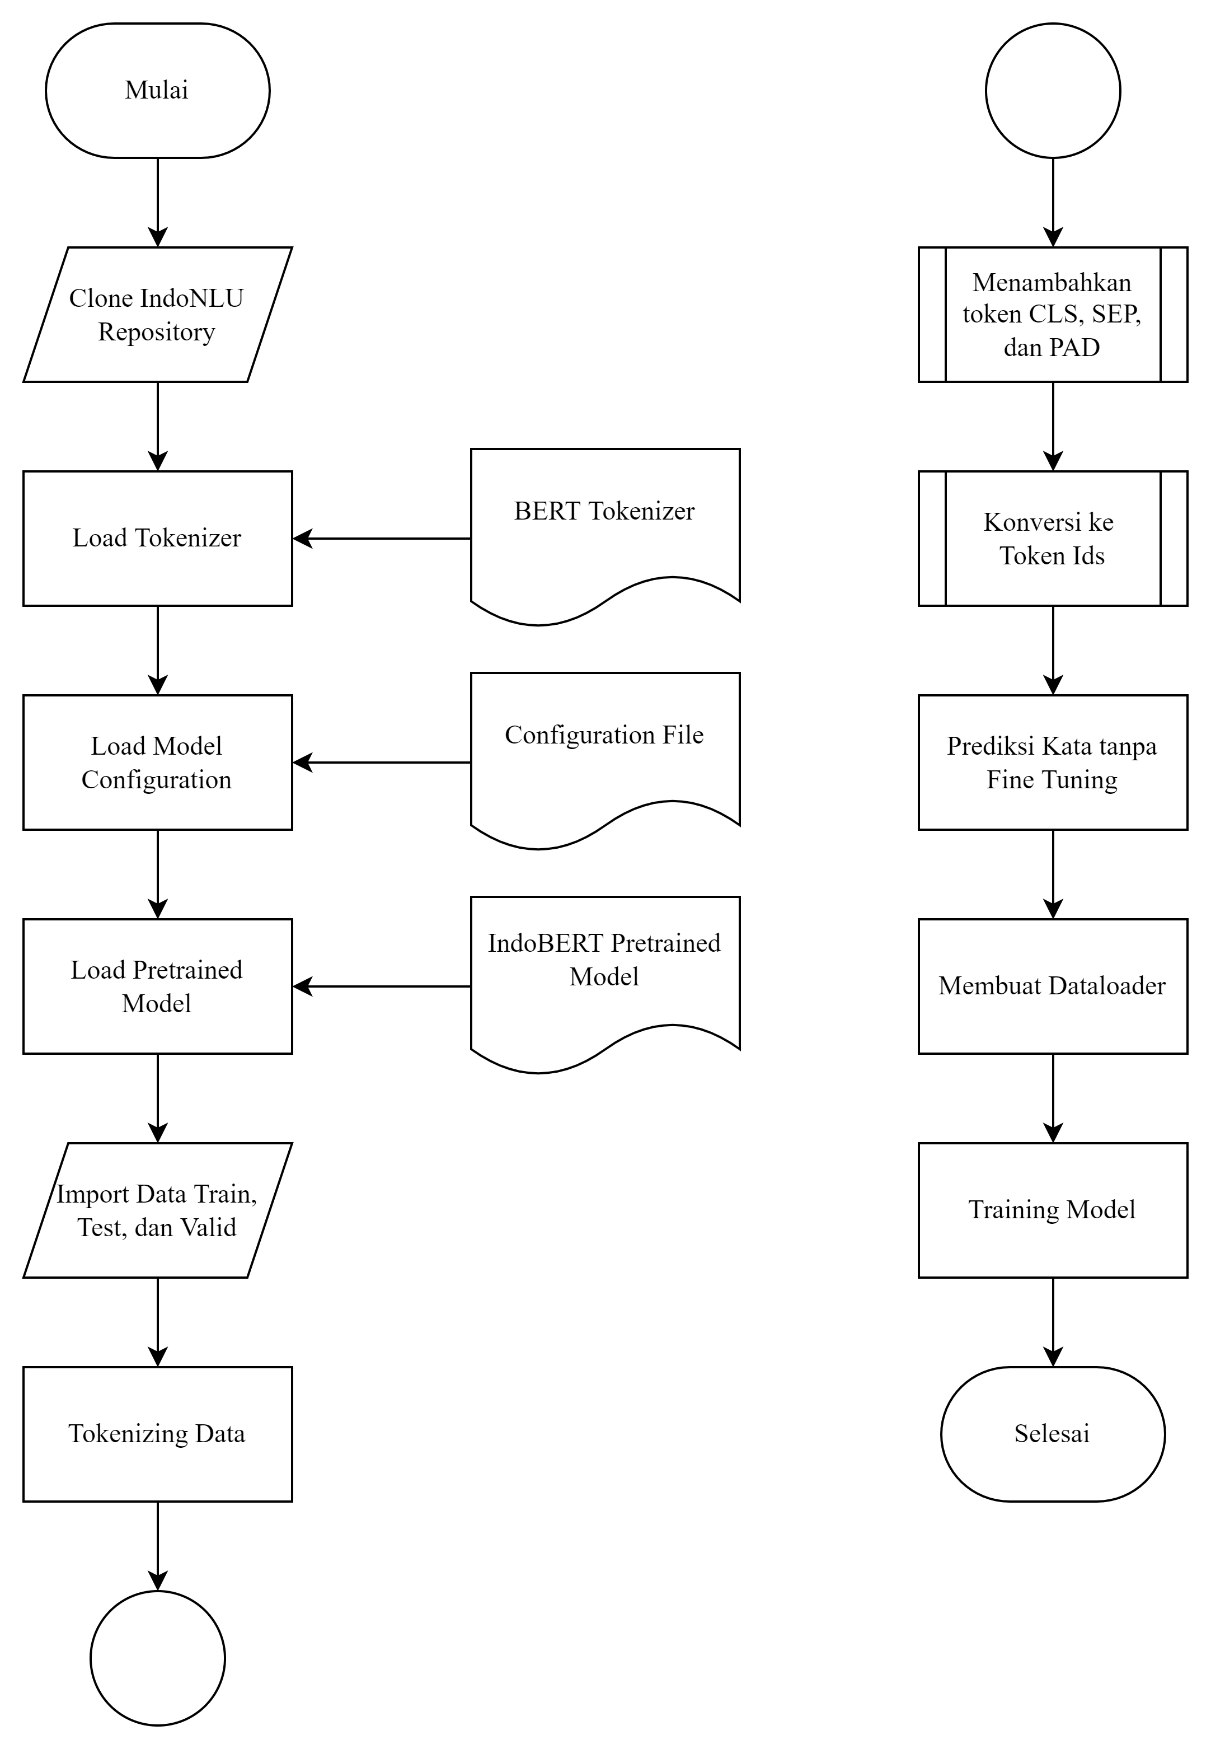 Mulai
Clone IndoNLU
Repository
Load Tokenizer
BERT Tokenizer
Load Model
Configuration
Configuration File
Load Pretrained
Model
IndoBERT Pretrained
Model
Import Data Train,
Test, dan Valid
Tokenizing Data
Menambahkan
token CLS, SEP,
dan PAD
Konversi ke
Token Ids
Prediksi Kata tanpa
Fine Tuning
Membuat Dataloader
Training Model
Selesai